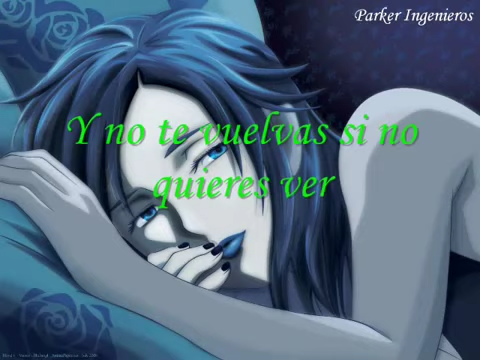 Parker Ingenieros
Y no te vuelvas si no
quieres ver